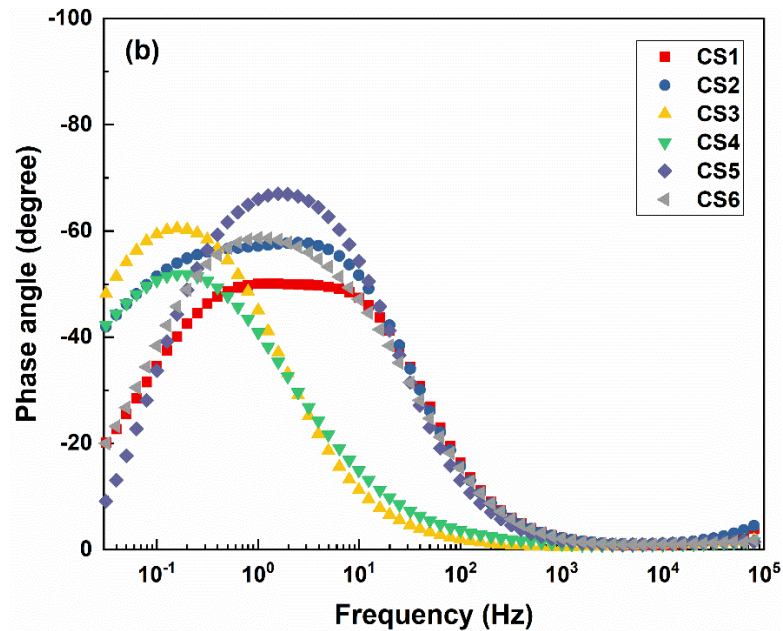 (b)
CS1
CS2
CS3
CS4
CS5
CS6
Phase angle (degree)
-100
-80
-60
-40
-20
0
10⁻¹ 10⁰ 10¹ 10² 10³ 10⁴ 10⁵
Frequency (Hz)